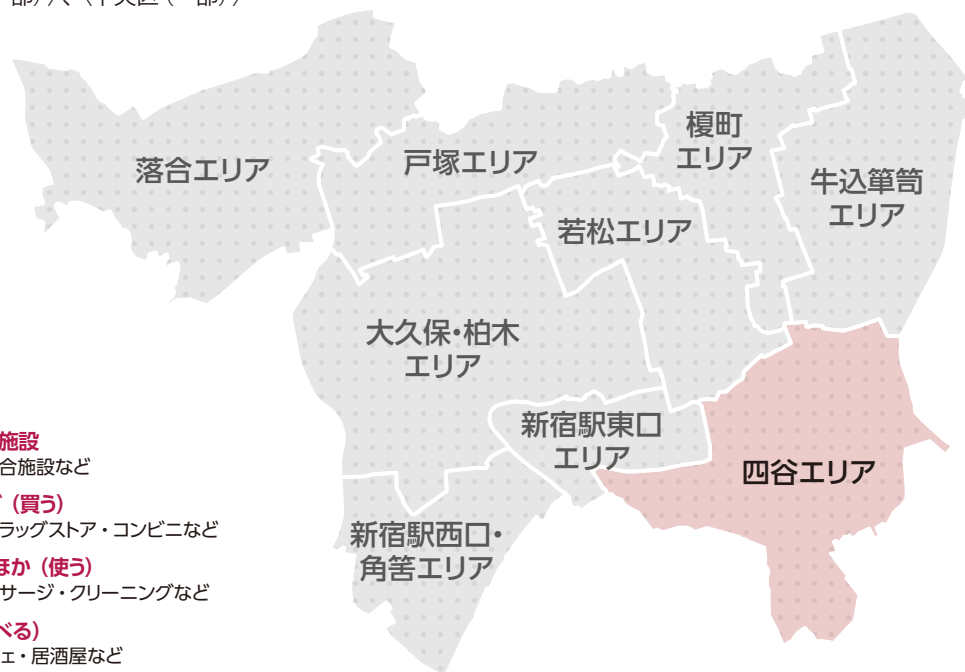 落合エリア
戸塚エリア
榎町
エリア
牛込簞笥
エリア
若松エリア
大久保・柏木
エリア
新宿駅東口
エリア
四谷エリア
新宿駅西口・
角筈エリア
施設
合施設など
（買う）
ラッグストア・コンビニなど
ほか（使う）
サージ・クリーニングなど
べる）
ェ・居酒屋など